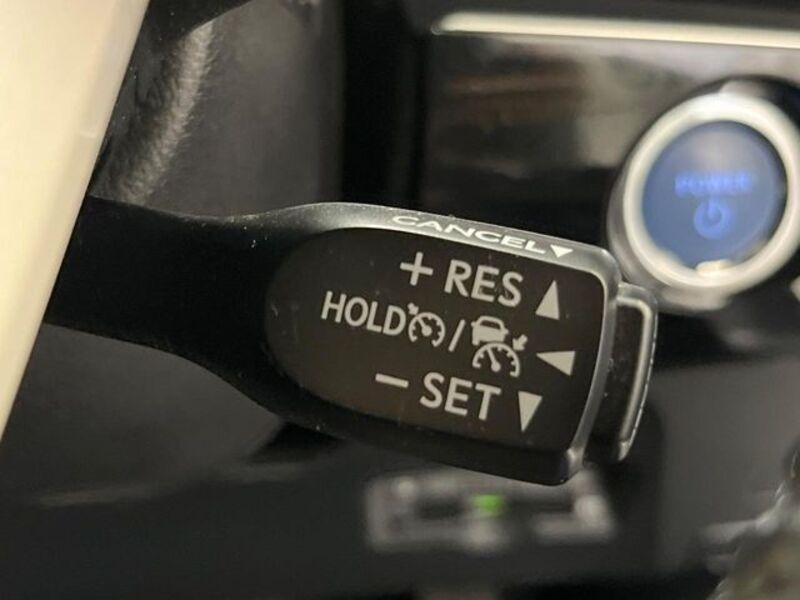 CANCEL▼
+ RES ▲
HOLD / ◀
− SET ▼
POWER